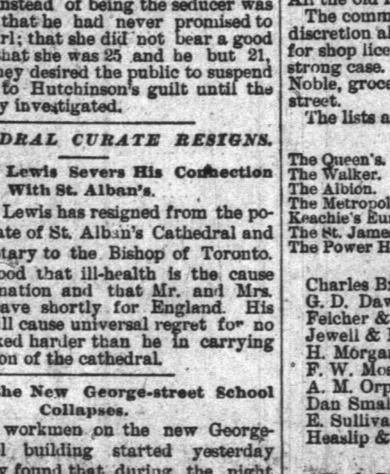 instead of being the seducer was
that he had never promised to
rl; that she did not bear a good
that she was 25 and he but 21,
hey desired the public to suspend
to Hutchinson's guilt until the
y investigated.
DRAL CURATE RESIGNS.
Lewis Severs His Connection
With St. Alban's.
Lewis has resigned from the po-
ate of St. Alban's Cathedral and
tary to the Bishop of Toronto.
ood that ill-health is the cause
nation and that Mr. and Mrs.
ave shortly for England. His
ll cause universal regret for no
ked harder than he in carrying
on of the cathedral.
he New George-street School
Collapses.
workmen on the new George-
l building started yesterday
y found that during the night
The comm
discretion al
for shop lice
strong case.
Noble, groce
street.
The lists a
The Queen's.
The Walker.
The Albion.
The Metropol
Keachie's Eur
The St. Jame
The Power H
Charles B
G. D. Daw
Felcher &
Jewell &
H. Morgan
F. W. Mos
A. M. Orp
Dan Smal
E. Sulliva
Heaslip &